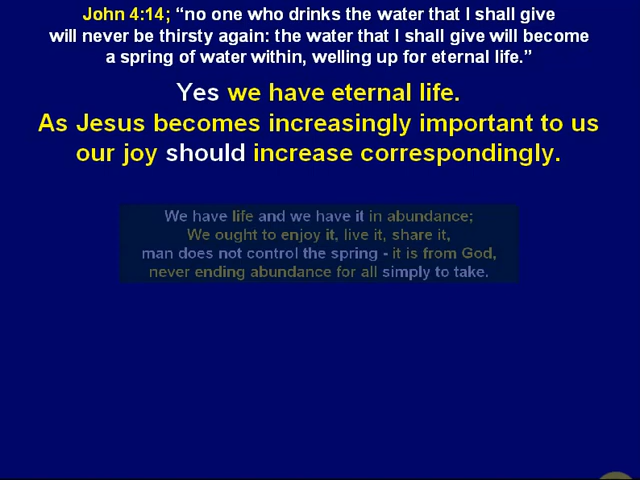 John 4:14; “no one who drinks the water that I shall give
will never be thirsty again: the water that I shall give will become
a spring of water within, welling up for eternal life.”
Yes we have eternal life.
As Jesus becomes increasingly important to us
our joy should increase correspondingly.
We have life and we have it in abundance;
We ought to enjoy it, live it, share it,
man does not control the spring - it is from God,
never ending abundance for all simply to take.